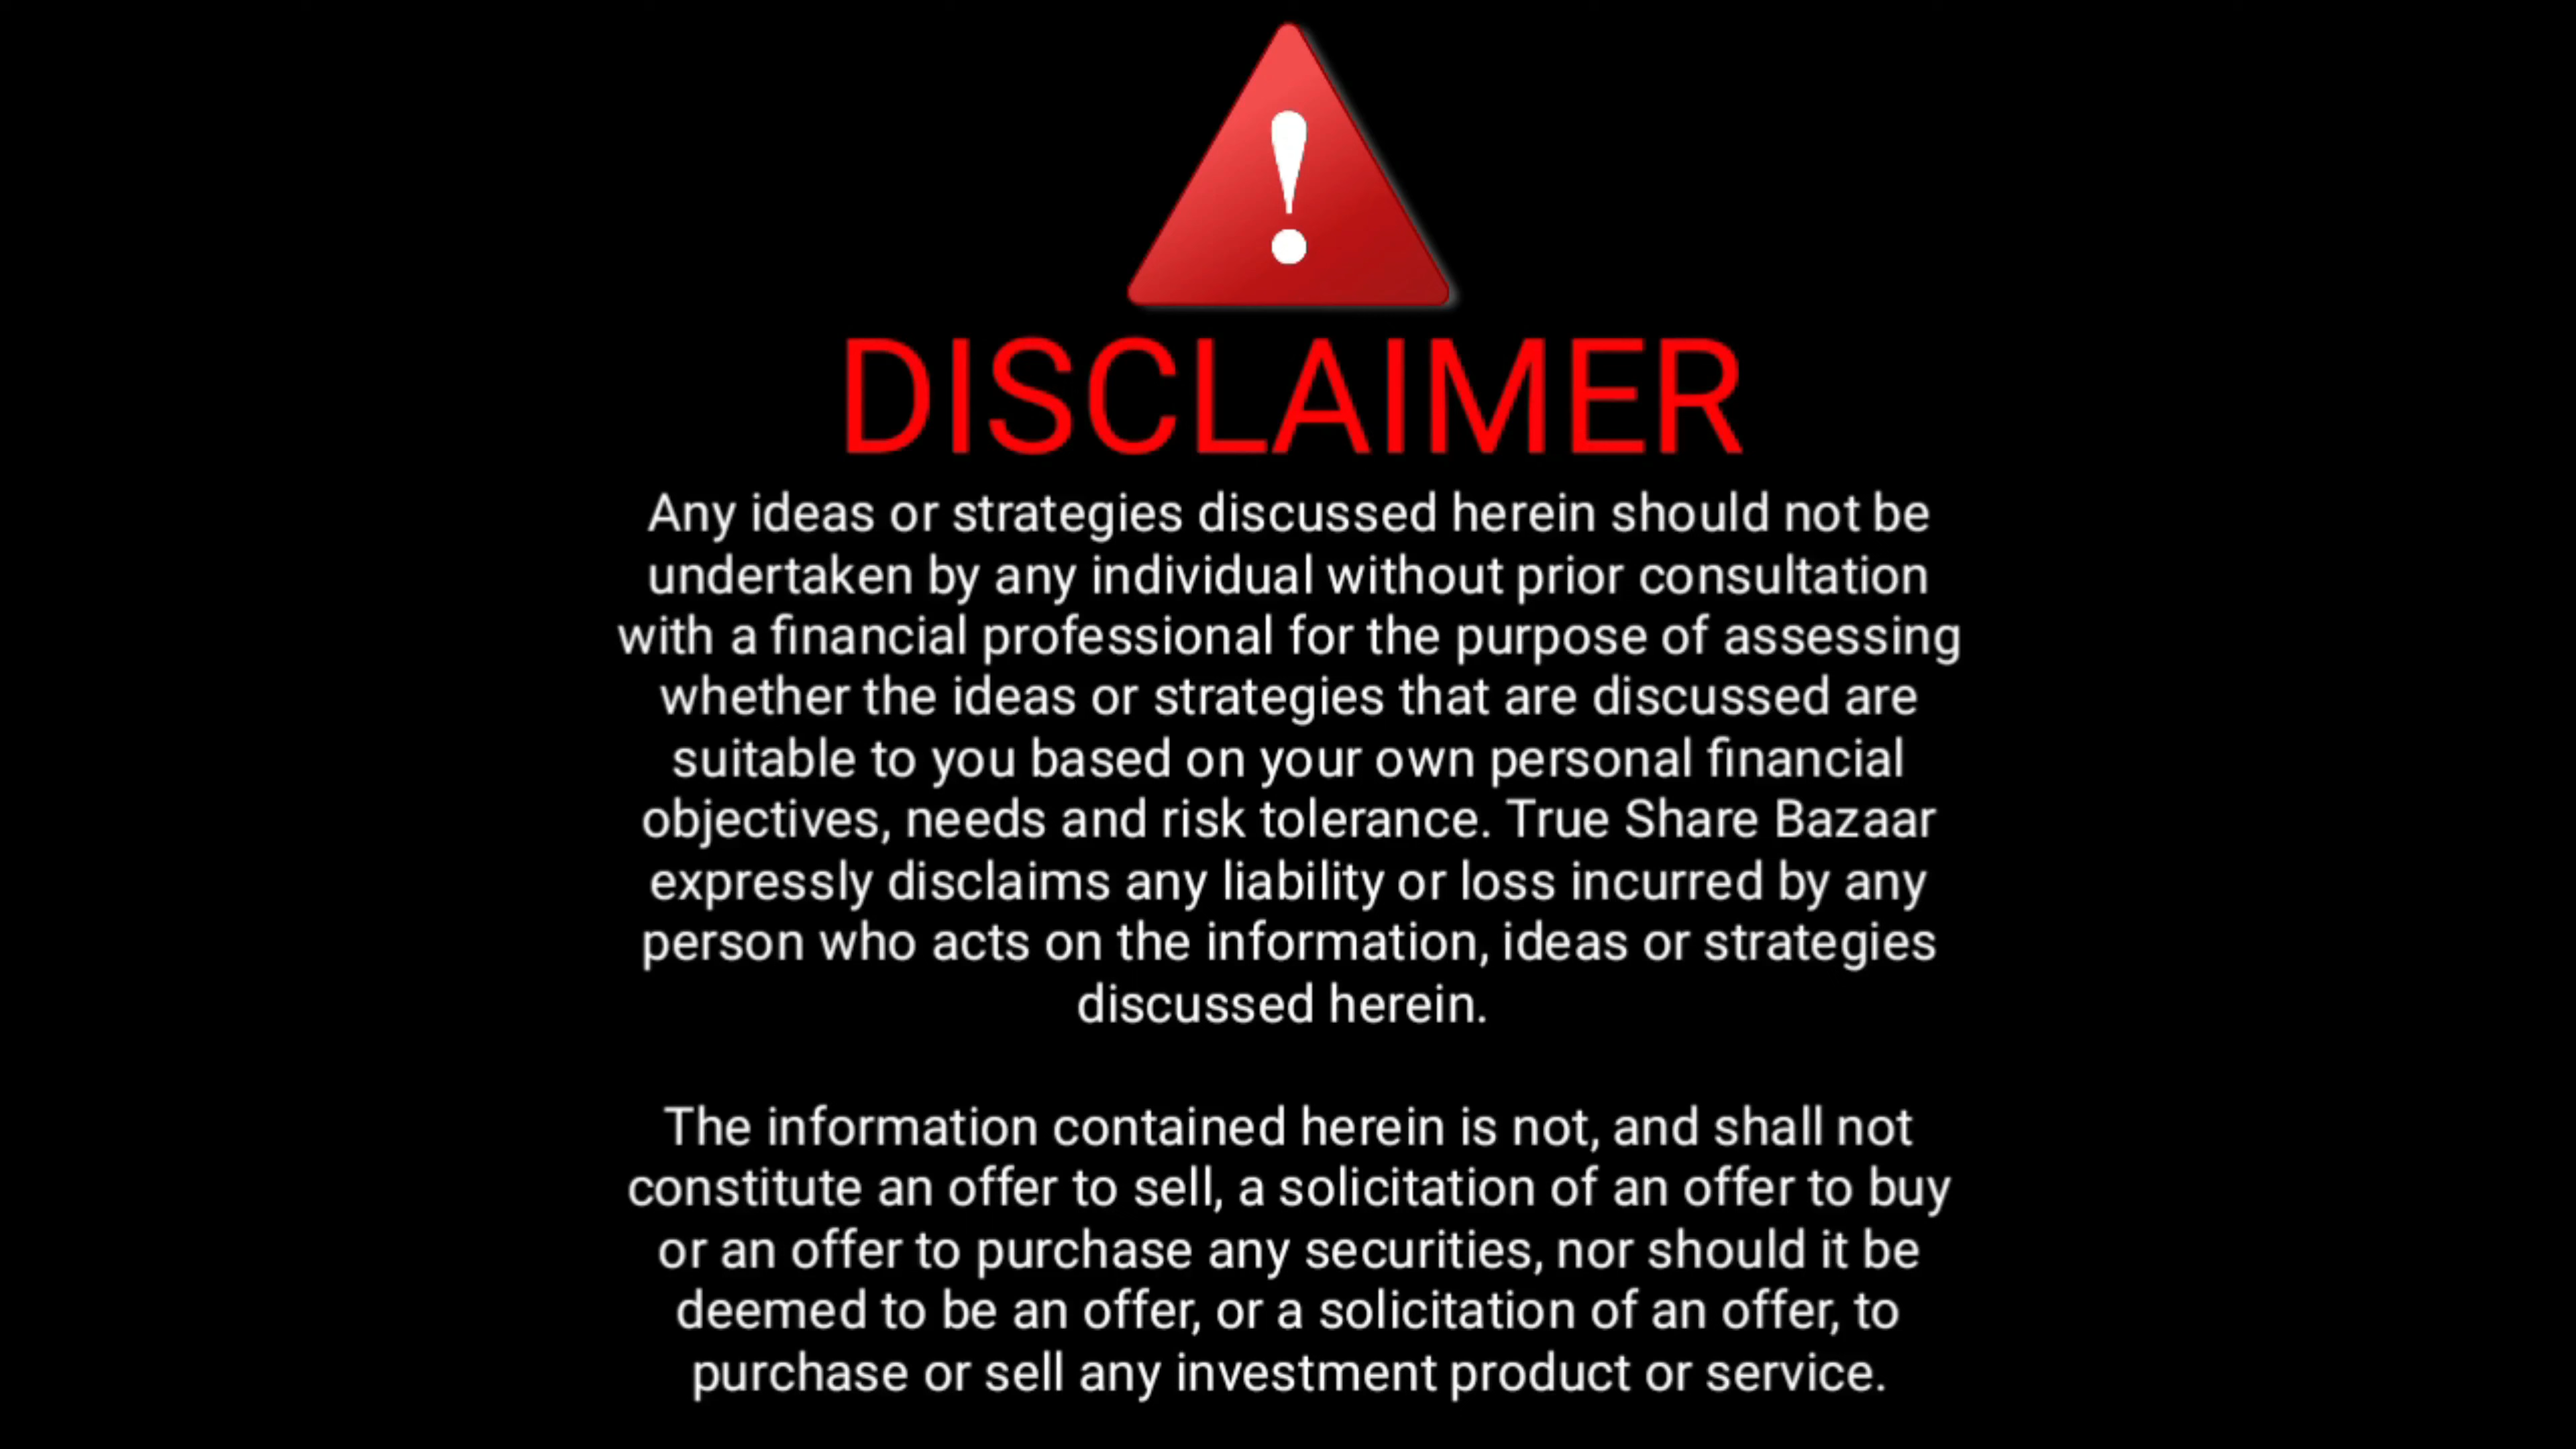 !
DISCLAIMER
Any ideas or strategies discussed herein should not be
undertaken by any individual without prior consultation
with a financial professional for the purpose of assessing
whether the ideas or strategies that are discussed are
suitable to you based on your own personal financial
objectives, needs and risk tolerance. True Share Bazaar
expressly disclaims any liability or loss incurred by any
person who acts on the information, ideas or strategies
discussed herein.
The information contained herein is not, and shall not
constitute an offer to sell, a solicitation of an offer to buy
or an offer to purchase any securities, nor should it be
deemed to be an offer, or a solicitation of an offer, to
purchase or sell any investment product or service.